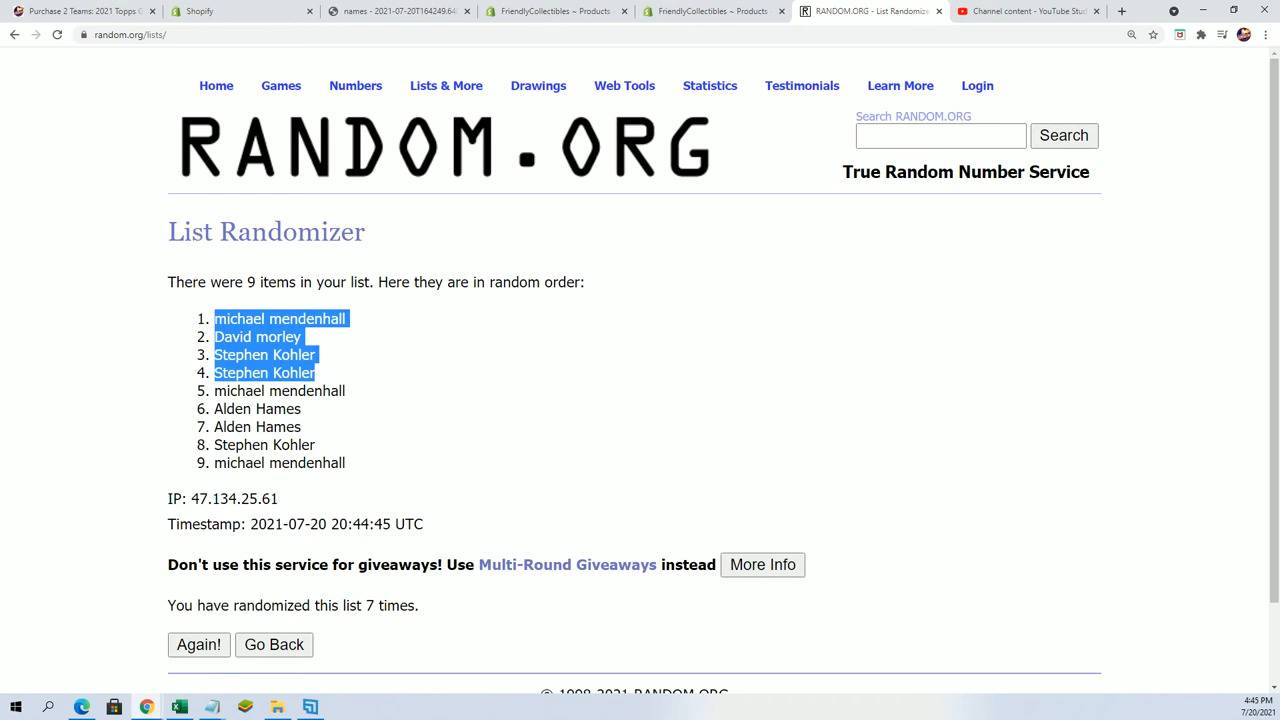 Purchase 2 Teams: 2021 Topps G
Shopify
names - 2021-07-20T164249.64
FriendlyCollectibles ~ Products
FriendlyCollectibles ~ Products
RANDOM.ORG - List Randomize
Channel content - YouTube Stud
random.org/lists/
Home Games Numbers Lists & More Drawings Web Tools Statistics Testimonials Learn More Login
RANDOM.ORG
Search RANDOM.ORG
Search
True Random Number Service
List Randomizer
There were 9 items in your list. Here they are in random order:
1. michael mendenhall
2. David morley
3. Stephen Kohler
4. Stephen Kohler
5. michael mendenhall
6. Alden Hames
7. Alden Hames
8. Stephen Kohler
9. michael mendenhall
IP: 47.134.25.61
Timestamp: 2021-07-20 20:44:45 UTC
Don't use this service for giveaways! Use Multi-Round Giveaways instead More Info
You have randomized this list 7 times.
Again! Go Back
© 1998-2021 RANDOM.ORG
4:45 PM
7/20/2021